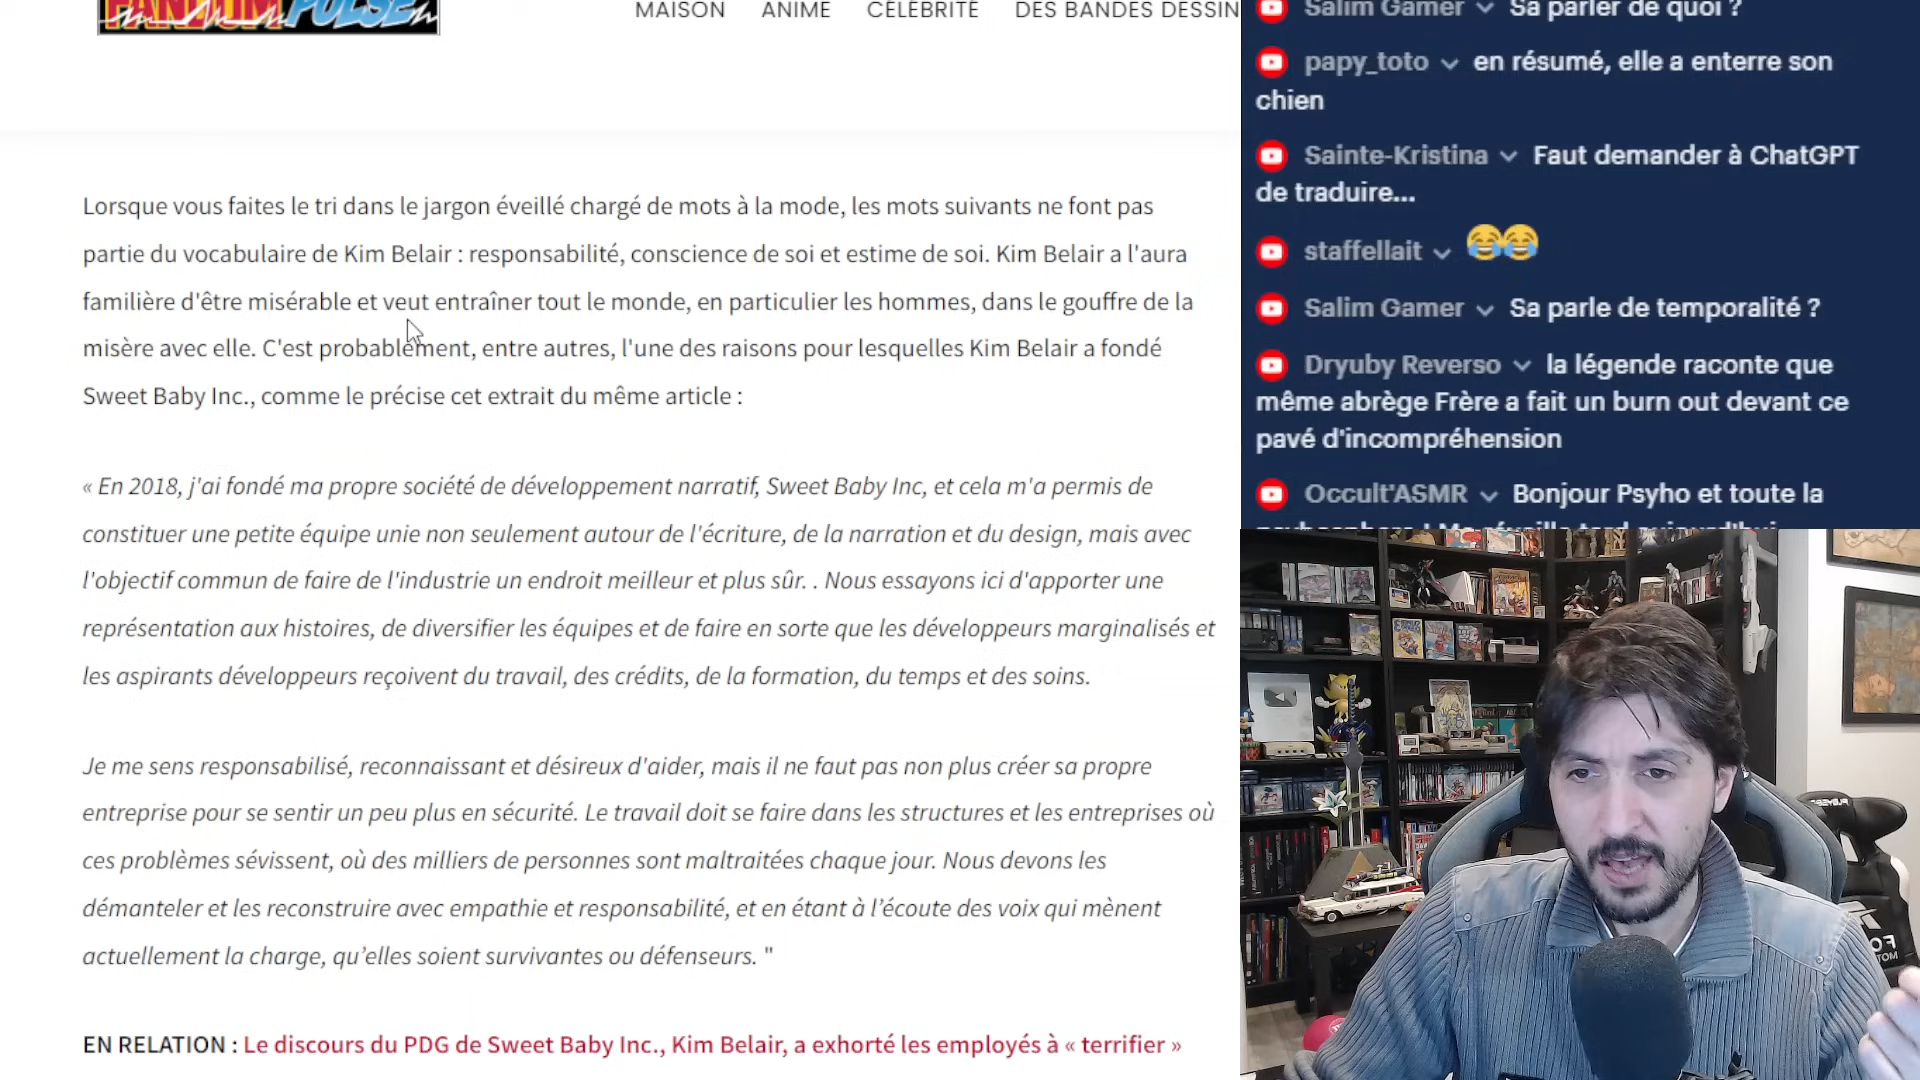 FANDOM PULSE
MAISON ANIME CÉLÉBRITÉ DES BANDES DESSIN
Lorsque vous faites le tri dans le jargon éveillé chargé de mots à la mode, les mots suivants ne font pas
partie du vocabulaire de Kim Belair : responsabilité, conscience de soi et estime de soi. Kim Belair a l'aura
familière d'être misérable et veut entraîner tout le monde, en particulier les hommes, dans le gouffre de la
misère avec elle. C'est probablement, entre autres, l'une des raisons pour lesquelles Kim Belair a fondé
Sweet Baby Inc., comme le précise cet extrait du même article :
« En 2018, j'ai fondé ma propre société de développement narratif, Sweet Baby Inc, et cela m'a permis de
constituer une petite équipe unie non seulement autour de l'écriture, de la narration et du design, mais avec
l'objectif commun de faire de l'industrie un endroit meilleur et plus sûr. . Nous essayons ici d'apporter une
représentation aux histoires, de diversifier les équipes et de faire en sorte que les développeurs marginalisés et
les aspirants développeurs reçoivent du travail, des crédits, de la formation, du temps et des soins.
Je me sens responsabilisé, reconnaissant et désireux d'aider, mais il ne faut pas non plus créer sa propre
entreprise pour se sentir un peu plus en sécurité. Le travail doit se faire dans les structures et les entreprises où
ces problèmes sévissent, où des milliers de personnes sont maltraitées chaque jour. Nous devons les
démanteler et les reconstruire avec empathie et responsabilité, et en étant à l’écoute des voix qui mènent
actuellement la charge, qu’elles soient survivantes ou défenseurs. "
EN RELATION : Le discours du PDG de Sweet Baby Inc., Kim Belair, a exhorté les employés à « terrifier »
Salim Gamer Sa parler de quoi ?
papy_toto en résumé, elle a enterre son
chien
Sainte-Kristina Faut demander à ChatGPT
de traduire...
staffellait 😂😂
Salim Gamer Sa parle de temporalité ?
Dryuby Reverso la légende raconte que
même abrège Frère a fait un burn out devant ce
pavé d'incompréhension
Occult'ASMR Bonjour Psyho et toute la